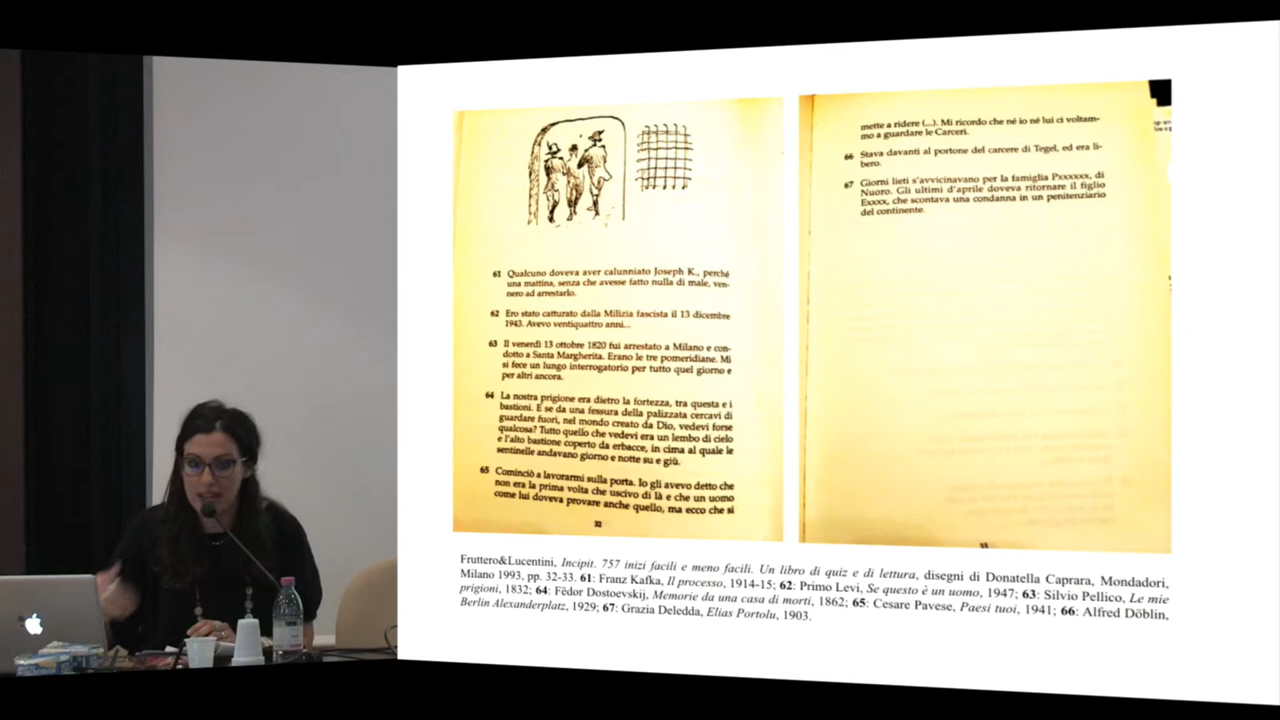 61 Qualcuno doveva aver calunniato Joseph K., perché
una mattina, senza che avesse fatto nulla di male, ven-
nero ad arrestarlo.
62 Ero stato catturato dalla Milizia fascista il 13 dicembre
1943. Avevo ventiquattro anni...
63 Il venerdì 13 ottobre 1820 fui arrestato a Milano e con-
dotto a Santa Margherita. Erano le tre pomeridiane. Mi
si fece un lungo interrogatorio per tutto quel giorno e
per altri ancora.
64 La nostra prigione era dietro la fortezza, tra questa e i
bastioni. E se da una fessura della palizzata cercavi di
guardare fuori, nel mondo creato da Dio, vedevi forse
qualcosa? Tutto quello che vedevi era un lembo di cielo
e l'alto bastione coperto da erbacce, in cima al quale le
sentinelle andavano giorno e notte su e giù.
65 Cominciò a lavorarmi sulla porta. Io gli avevo detto che
non era la prima volta che uscivo di là e che un uomo
come lui doveva provare anche quello, ma ecco che si
32
mette a ridere (...). Mi ricordo che né io né lui ci voltam-
mo a guardare le Carceri.
66 Stava davanti al portone del carcere di Tegel, ed era li-
bero.
67 Giorni lieti s'avvicinavano per la famiglia Pxxxxxx, di
Nuoro. Gli ultimi d'aprile doveva ritornare il figlio
Exxxx, che scontava una condanna in un penitenziario
del continente.
33
Fruttero&Lucentini, Incipit. 757 inizi facili e meno facili. Un libro di quiz e di lettura, disegni di Donatella Caprara, Mondadori,
Milano 1993, pp. 32-33. 61: Franz Kafka, Il processo, 1914-15; 62: Primo Levi, Se questo è un uomo, 1947; 63: Silvio Pellico, Le mie
prigioni, 1832; 64: Fëdor Dostoevskij, Memorie da una casa di morti, 1862; 65: Cesare Pavese, Paesi tuoi, 1941; 66: Alfred Döblin,
Berlin Alexanderplatz, 1929; 67: Grazia Deledda, Elias Portolu, 1903.